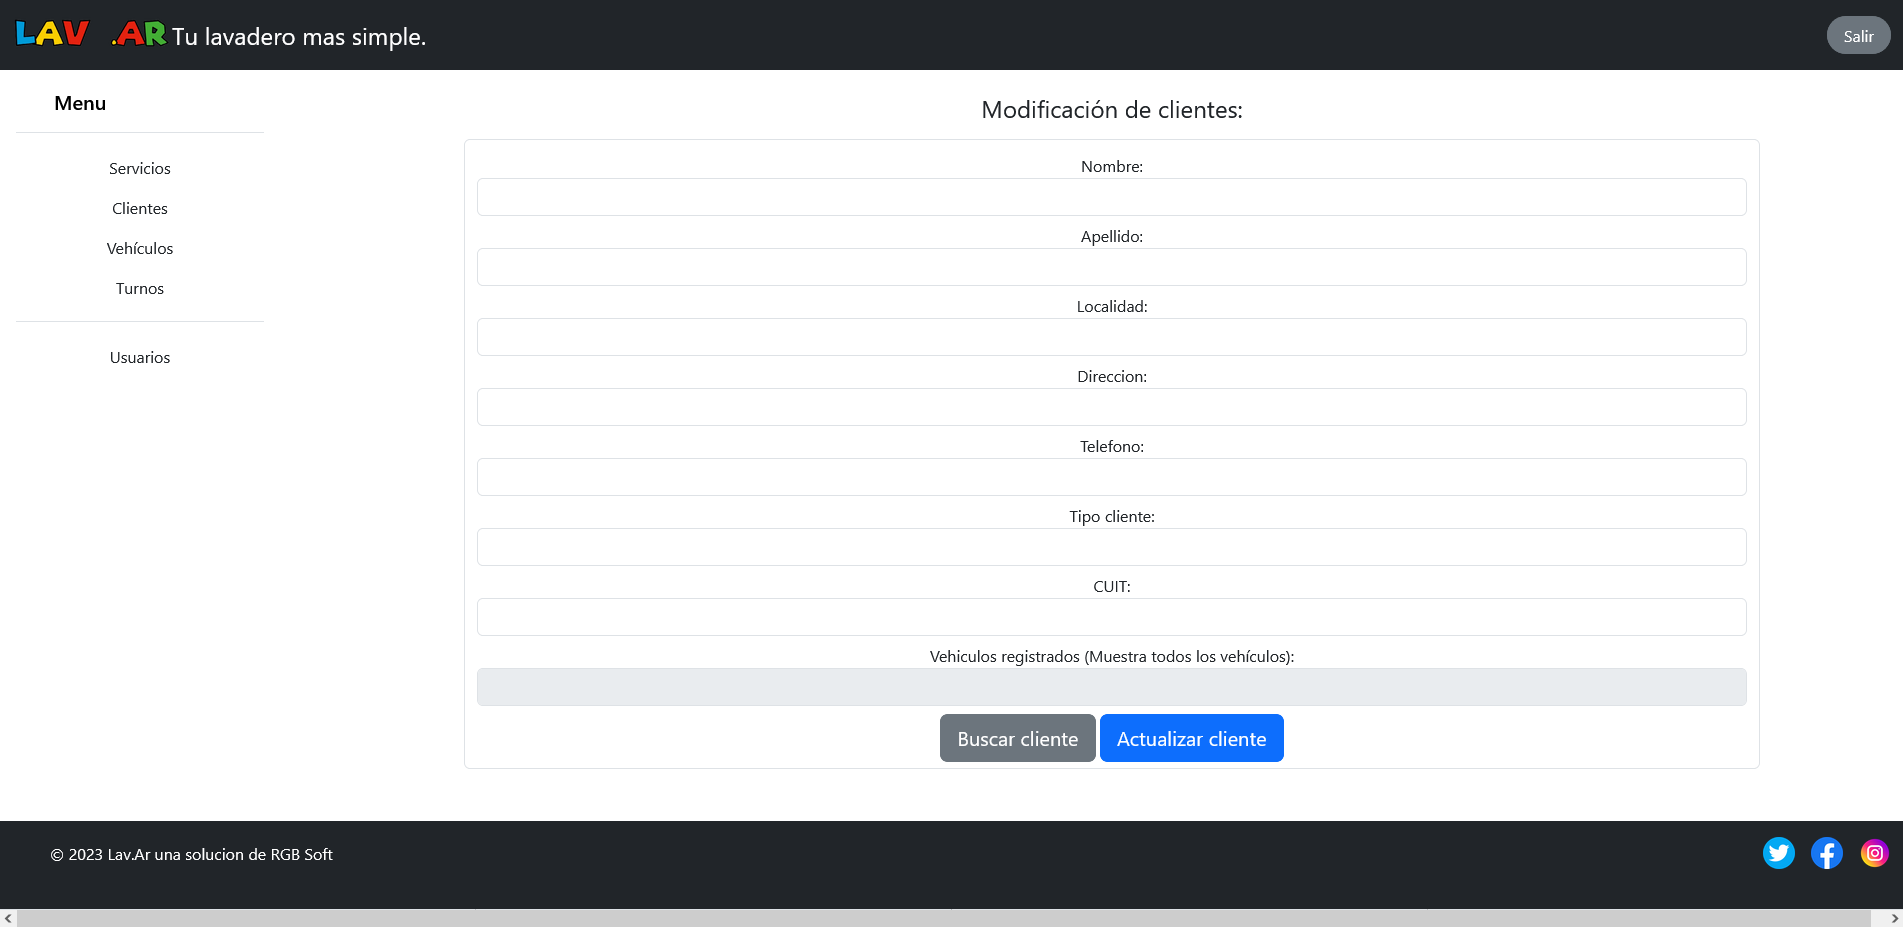 LAV .AR Tu lavadero mas simple.
Salir
Menu
Servicios
Clientes
Vehículos
Turnos
Usuarios
Modificación de clientes:
Nombre:
Apellido:
Localidad:
Direccion:
Telefono:
Tipo cliente:
CUIT:
Vehiculos registrados (Muestra todos los vehículos):
Buscar cliente
Actualizar cliente
© 2023 Lav.Ar una solucion de RGB Soft